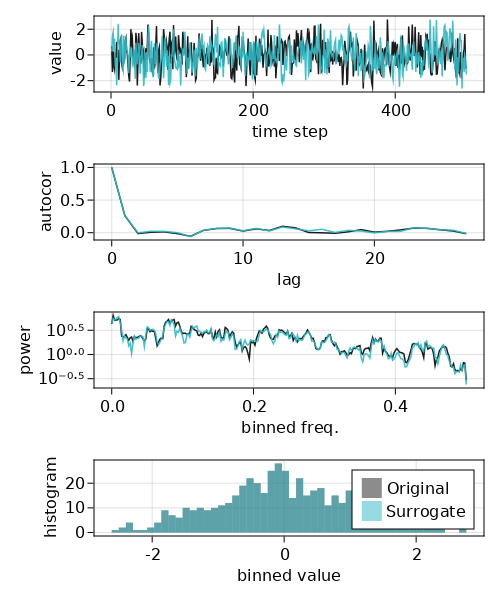 value
2
0
-2
0 200 400
time step
autocor
1.0
0.5
0.0
0 10 20
lag
power
10^0.5
10^0.0
10^−0.5
0.0 0.2 0.4
binned freq.
histogram
20
10
0
Original
Surrogate
-2 0 2
binned value